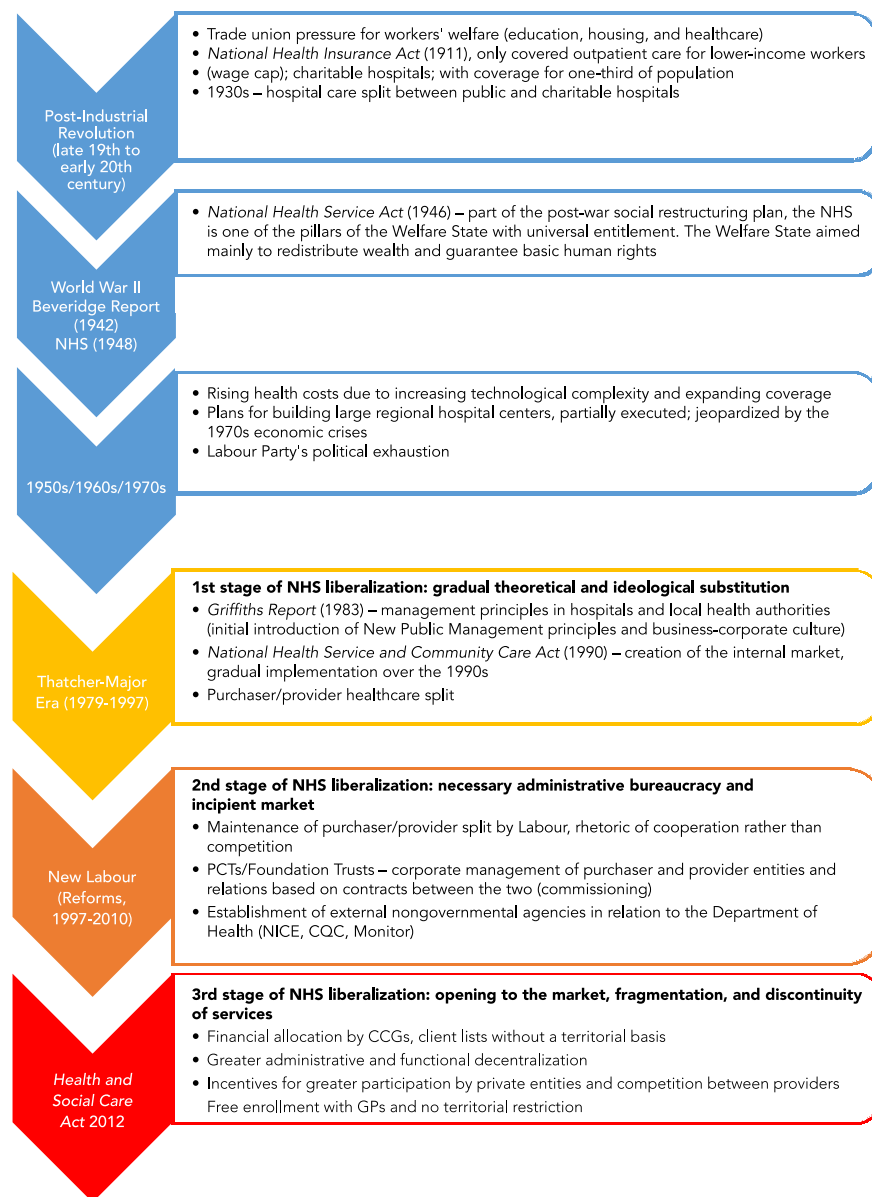 Post-Industrial
Revolution
(late 19th to
early 20th
century)
• Trade union pressure for workers' welfare (education, housing, and healthcare)
• National Health Insurance Act (1911), only covered outpatient care for lower-income workers
• (wage cap); charitable hospitals; with coverage for one-third of population
• 1930s – hospital care split between public and charitable hospitals
World War II
Beveridge Report
(1942)
NHS (1948)
• National Health Service Act (1946) – part of the post-war social restructuring plan, the NHS
is one of the pillars of the Welfare State with universal entitlement. The Welfare State aimed
mainly to redistribute wealth and guarantee basic human rights
1950s/1960s/1970s
• Rising health costs due to increasing technological complexity and expanding coverage
• Plans for building large regional hospital centers, partially executed; jeopardized by the
1970s economic crises
• Labour Party's political exhaustion
Thatcher-Major
Era (1979-1997)
1st stage of NHS liberalization: gradual theoretical and ideological substitution
• Griffiths Report (1983) – management principles in hospitals and local health authorities
(initial introduction of New Public Management principles and business-corporate culture)
• National Health Service and Community Care Act (1990) – creation of the internal market,
gradual implementation over the 1990s
• Purchaser/provider healthcare split
New Labour
(Reforms,
1997-2010)
2nd stage of NHS liberalization: necessary administrative bureaucracy and
incipient market
• Maintenance of purchaser/provider split by Labour, rhetoric of cooperation rather than
competition
• PCTs/Foundation Trusts – corporate management of purchaser and provider entities and
relations based on contracts between the two (commissioning)
• Establishment of external nongovernmental agencies in relation to the Department of
Health (NICE, CQC, Monitor)
Health and
Social Care
Act 2012
3rd stage of NHS liberalization: opening to the market, fragmentation, and discontinuity
of services
• Financial allocation by CCGs, client lists without a territorial basis
• Greater administrative and functional decentralization
• Incentives for greater participation by private entities and competition between providers
Free enrollment with GPs and no territorial restriction